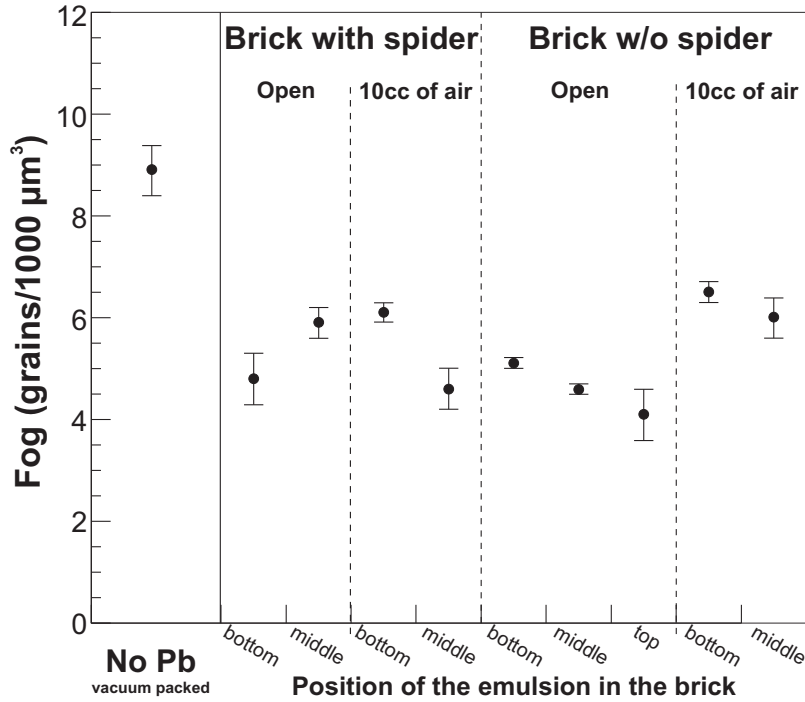 12
10
8
6
4
2
0
Fog (grains/1000 µm³)
Brick with spider
Brick w/o spider
Open
10cc of air
Open
10cc of air
bottom
middle
bottom
middle
bottom
middle
top
bottom
middle
No Pb
vacuum packed
Position of the emulsion in the brick